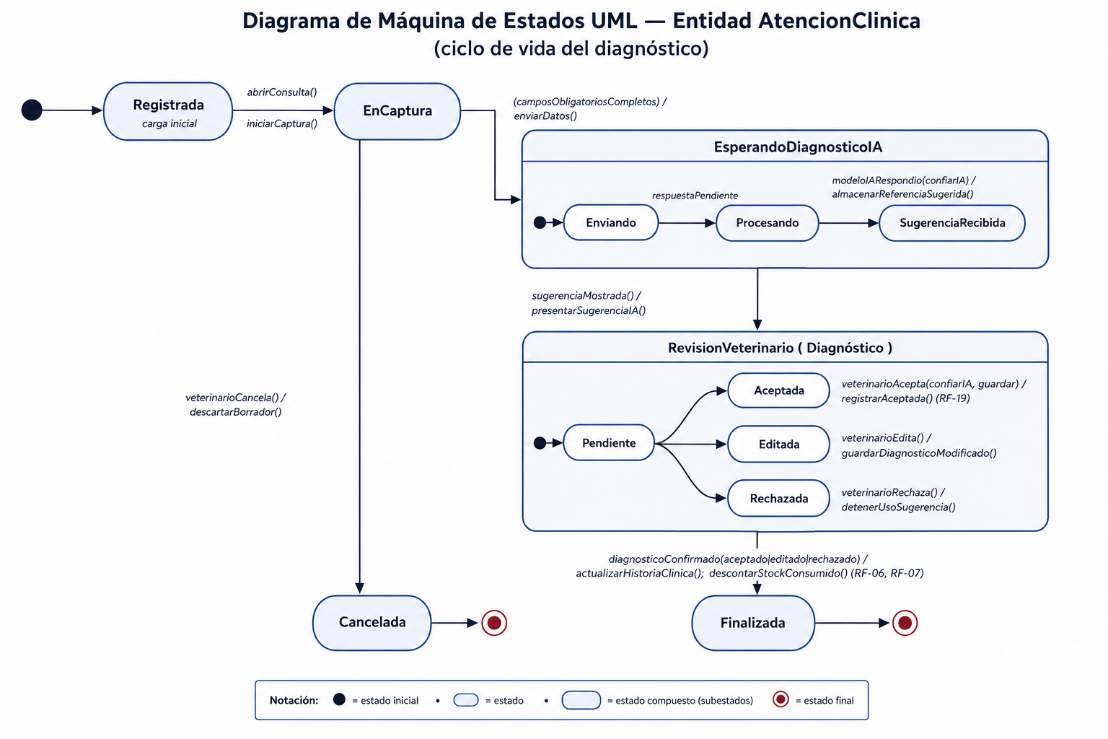 Diagrama de Máquina de Estados UML — Entidad AtencionClinica
(ciclo de vida del diagnóstico)
Registrada
carga inicial
abrirConsulta()
iniciarCaptura()
EnCaptura
(camposObligatoriosCompletos) /
enviarDatos()
EsperandoDiagnosticoIA
Enviando
respuestaPendiente
Procesando
modeloIARespondio(confiarIA) /
almacenarReferenciaSugerida()
SugerenciaRecibida
sugerenciaMostrada() /
presentarSugerenciaIA()
RevisionVeterinario ( Diagnóstico )
Pendiente
Aceptada
veterinarioAcepta(confiarIA, guardar) /
registrarAceptada() (RF-19)
Editada
veterinarioEdita() /
guardarDiagnosticoModificado()
Rechazada
veterinarioRechaza() /
detenerUsoSugerencia()
veterinarioCancela() /
descartarBorrador()
diagnosticoConfirmado(aceptado|editado|rechazado) /
actualizarHistoriaClinica(); descontarStockConsumido() (RF-06, RF-07)
Cancelada
Finalizada
Notación: = estado inicial • = estado • = estado compuesto (subestados) = estado final